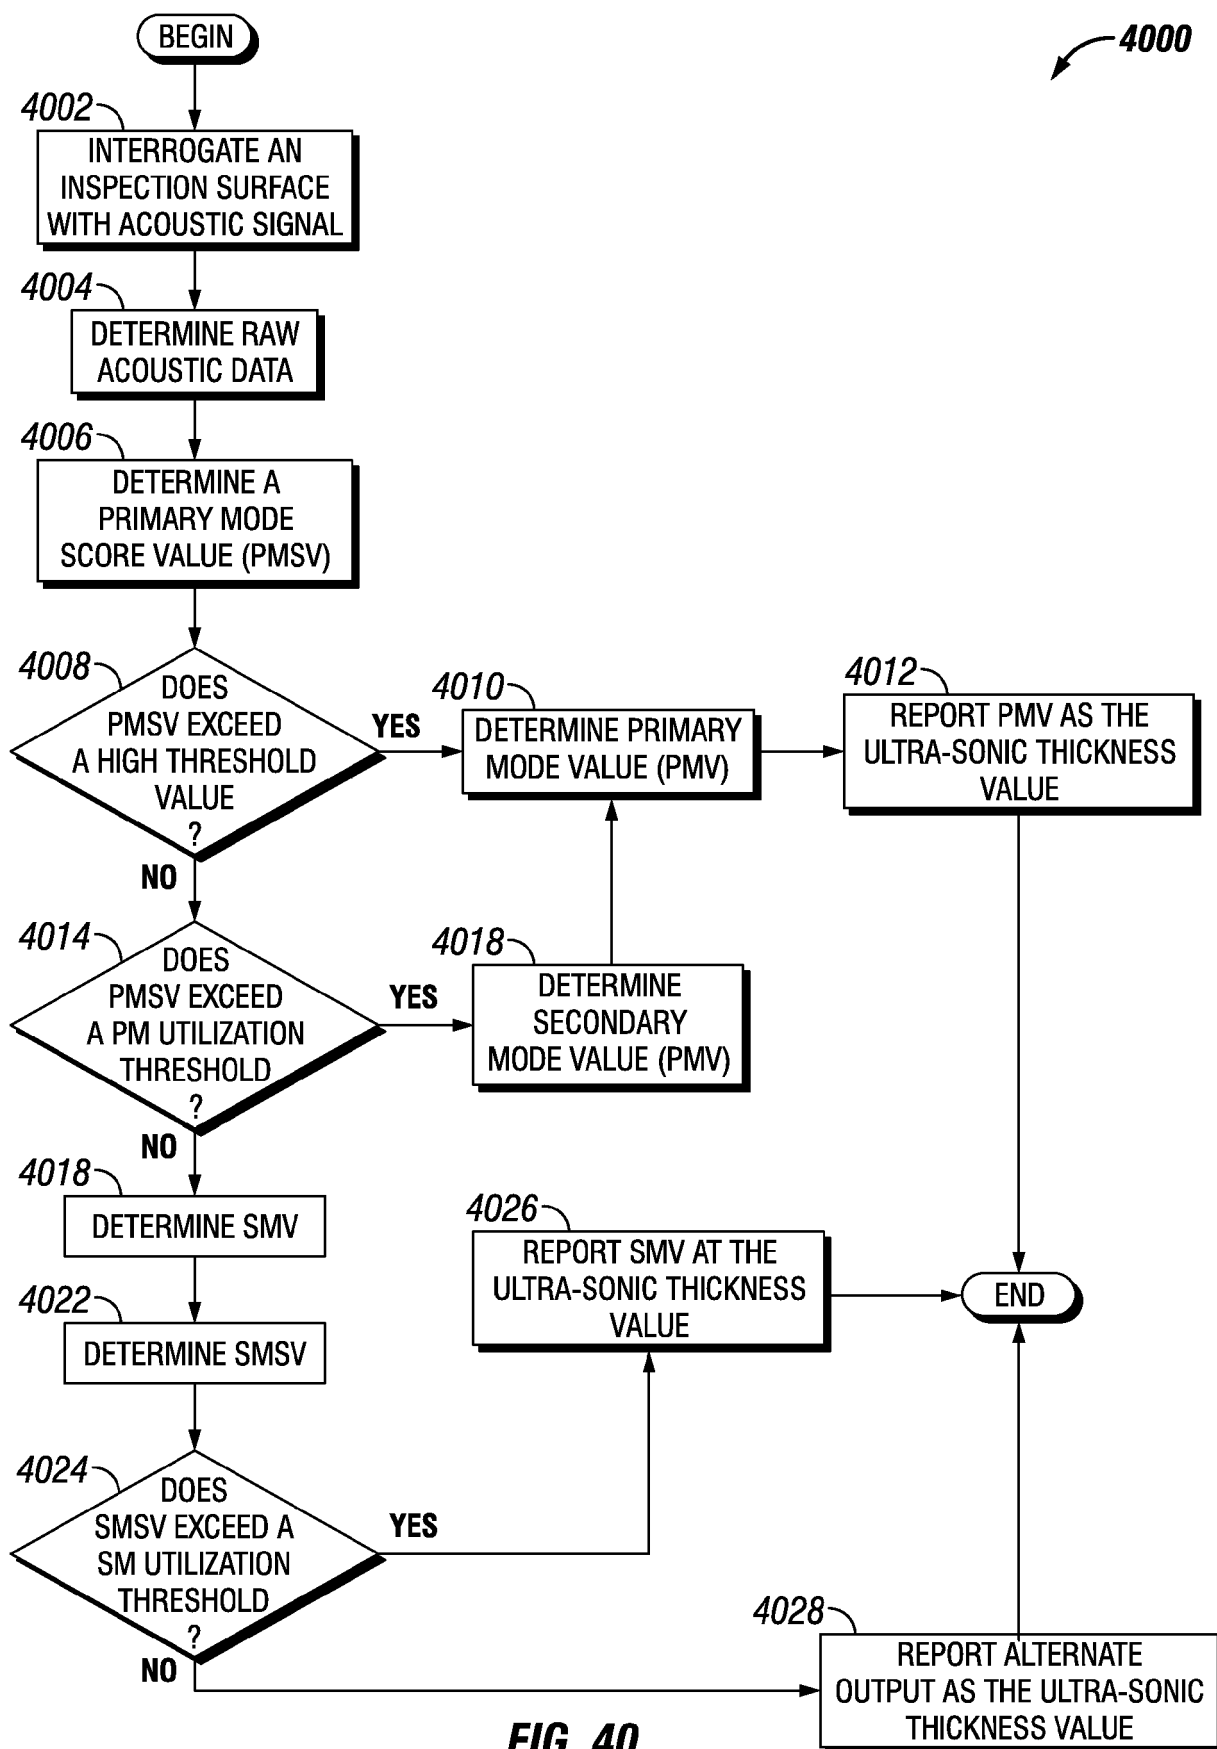 BEGIN
4000
4002
INTERROGATE AN
INSPECTION SURFACE
WITH ACOUSTIC SIGNAL
4004
DETERMINE RAW
ACOUSTIC DATA
4006
DETERMINE A
PRIMARY MODE
SCORE VALUE (PMSV)
4008
DOES
PMSV EXCEED
A HIGH THRESHOLD
VALUE
?
YES
NO
4010
DETERMINE PRIMARY
MODE VALUE (PMV)
4012
REPORT PMV AS THE
ULTRA-SONIC THICKNESS
VALUE
4014
DOES
PMSV EXCEED
A PM UTILIZATION
THRESHOLD
?
YES
NO
4018
DETERMINE
SECONDARY
MODE VALUE (PMV)
4018
DETERMINE SMV
4022
DETERMINE SMSV
4026
REPORT SMV AT THE
ULTRA-SONIC THICKNESS
VALUE
END
4024
DOES
SMSV EXCEED A
SM UTILIZATION
THRESHOLD
?
YES
NO
4028
REPORT ALTERNATE
OUTPUT AS THE ULTRA-SONIC
THICKNESS VALUE
FIG. 40